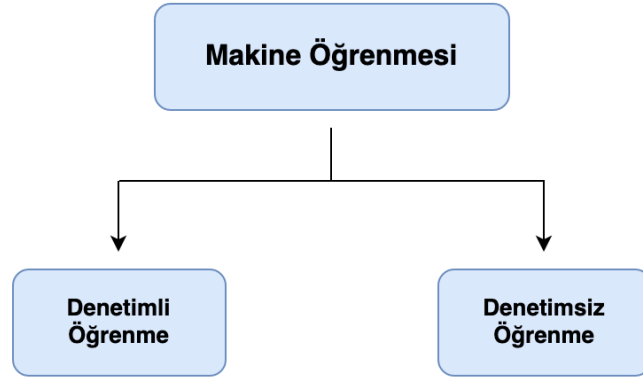 Makine Öğrenmesi
Denetimli
Öğrenme
Denetimsiz
Öğrenme